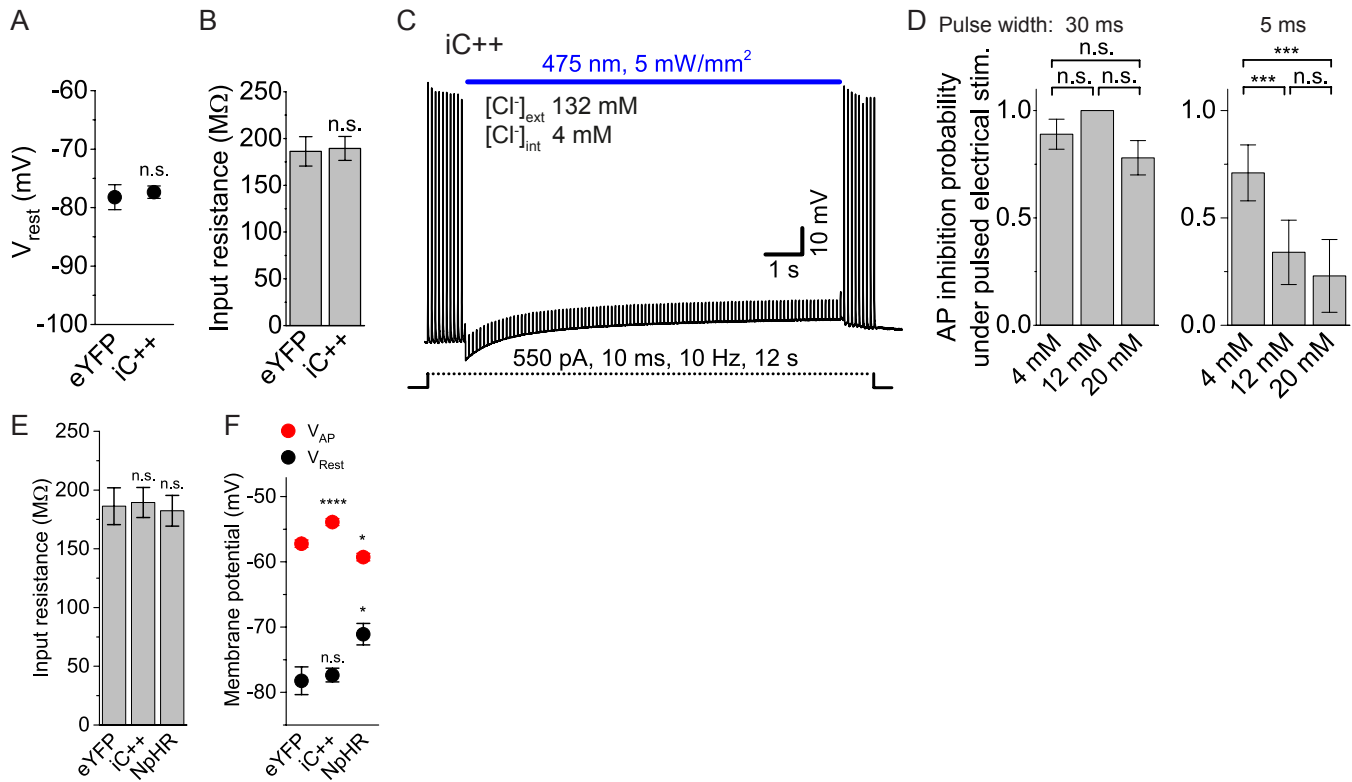 A
V_rest (mV)
-60
-70
-80
-90
-100
n.s.
eYFP
iC++
B
Input resistance (MΩ)
250
200
175
150
100
50
0
n.s.
eYFP
iC++
C
iC++
475 nm, 5 mW/mm²
[Cl⁻]ext 132 mM
[Cl⁻]int 4 mM
10 mV
1 s
550 pA, 10 ms, 10 Hz, 12 s
D
Pulse width: 30 ms
5 ms
AP inhibition probability
under pulsed electrical stim.
n.s.
n.s.
n.s.
1.0
0.5
0.0
4 mM
12 mM
20 mM
***
***
n.s.
1.0
0.5
0.0
4 mM
12 mM
20 mM
E
Input resistance (MΩ)
250
200
150
100
50
0
n.s.
n.s.
eYFP
iC++
NpHR
F
V_AP
V_Rest
Membrane potential (mV)
-50
-60
-70
-80
****
*
*
n.s.
eYFP
iC++
NpHR